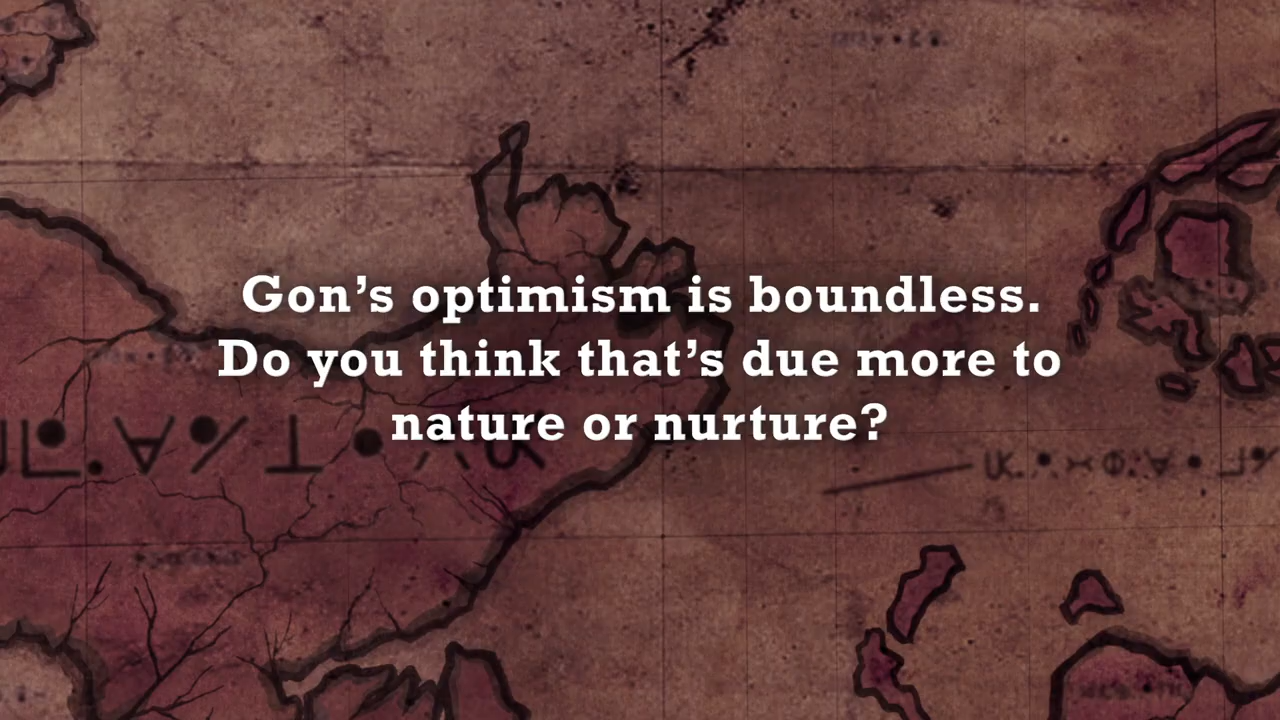 Gon’s optimism is boundless.
Do you think that’s due more to
nature or nurture?